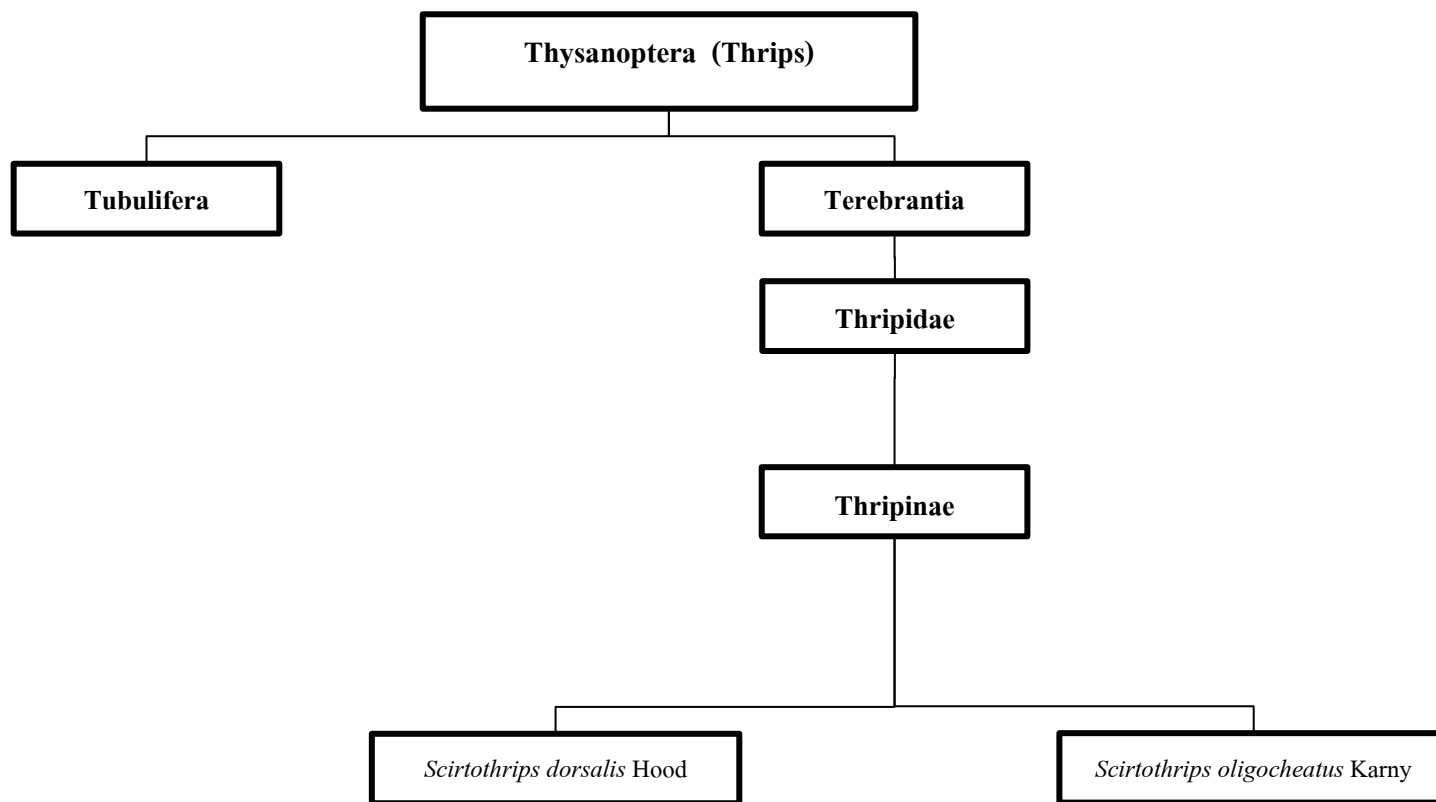 Thysanoptera (Thrips)
Tubulifera
Terebrantia
Thripidae
Thripinae
Scirtothrips dorsalis Hood
Scirtothrips oligocheatus Karny